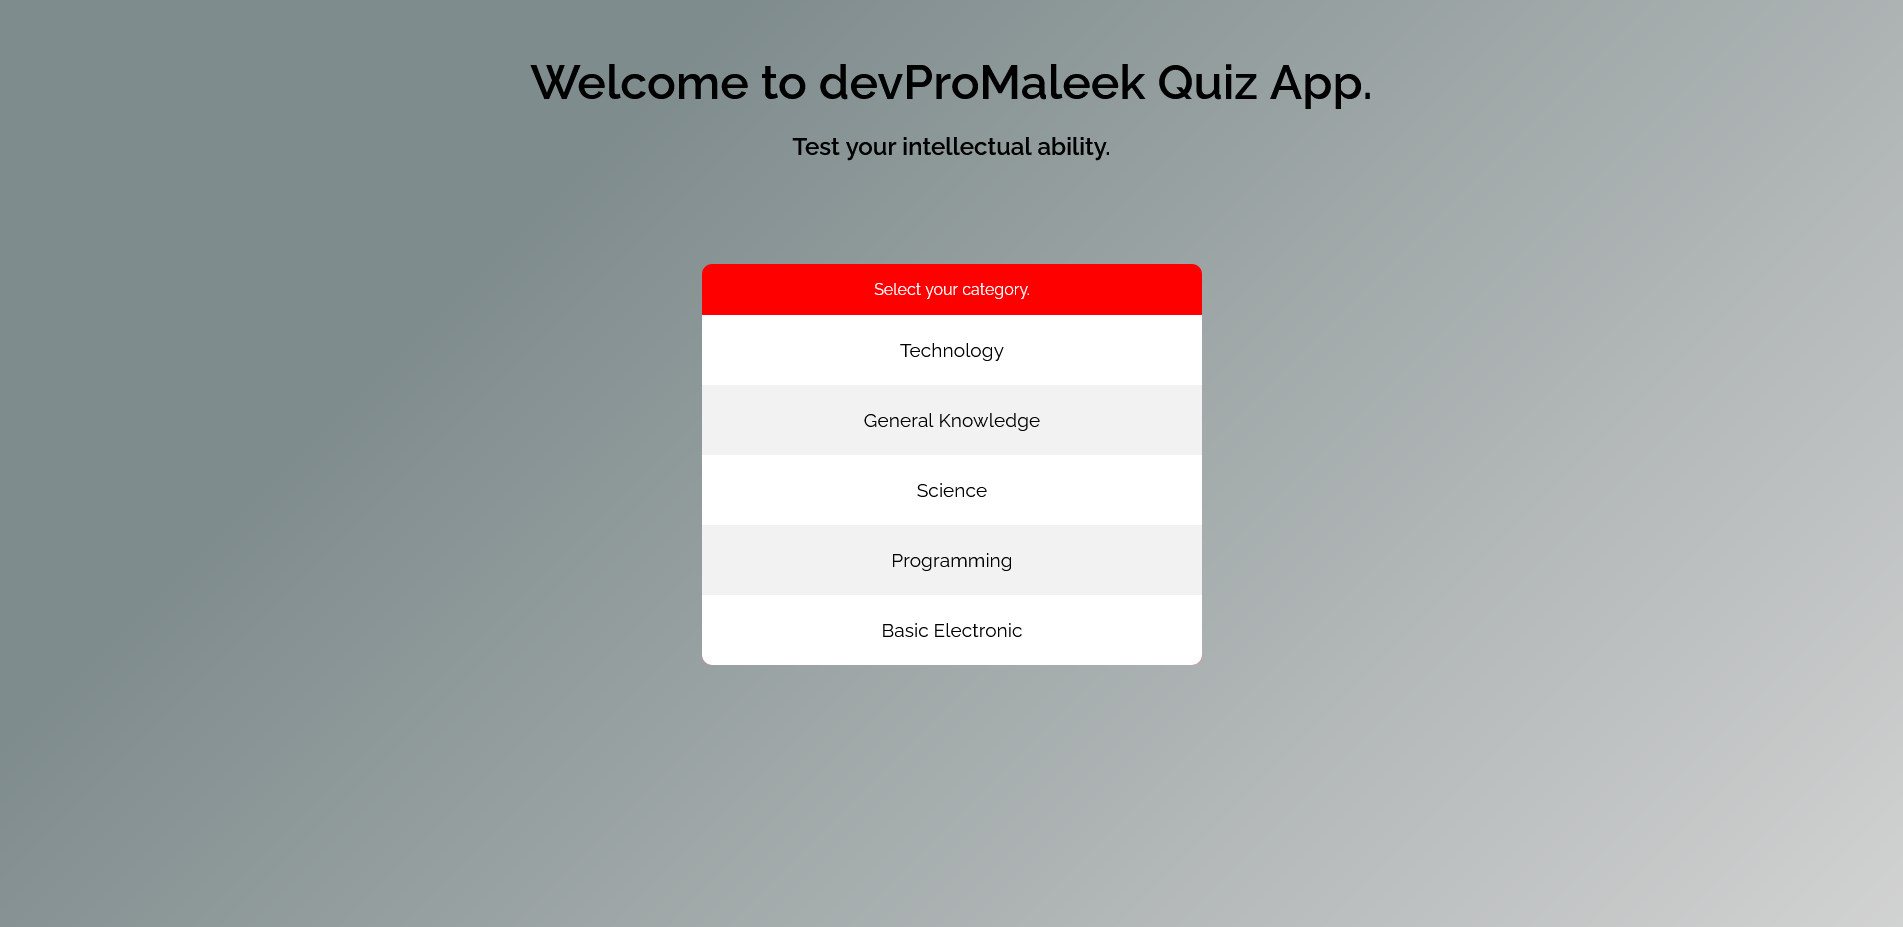 Welcome to devProMaleek Quiz App.
Test your intellectual ability.
Select your category.
Technology
General Knowledge
Science
Programming
Basic Electronic